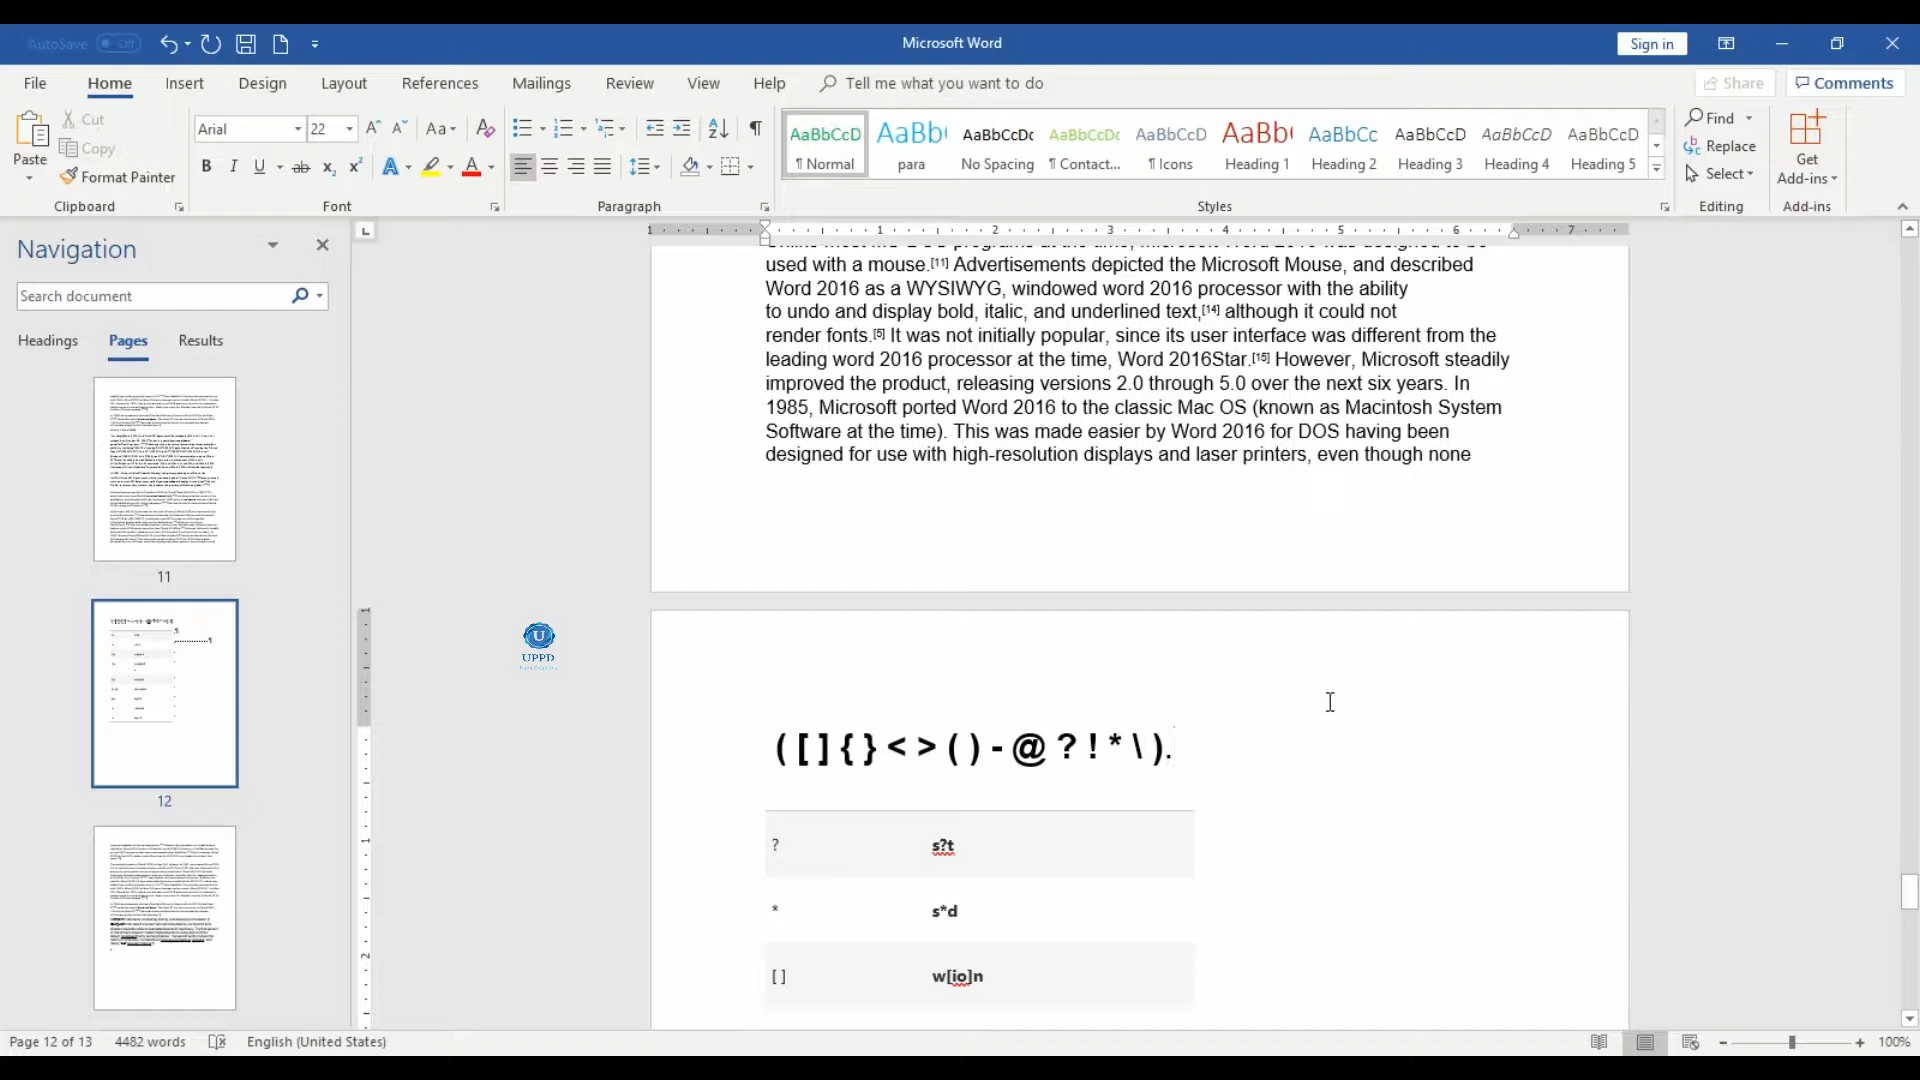 AutoSave Off
Microsoft Word
Sign in
File Home Insert Design Layout References Mailings Review View Help Tell me what you want to do Share Comments
Paste
Cut
Copy
Format Painter
Clipboard
Arial 22
Font
Paragraph
AaBbCcD AaBb( AaBbCcDc AaBbCcDc AaBbCcD AaBb( AaBbCc AaBbCcD AaBbCcD AaBbCcD
¶ Normal para No Spacing ¶ Contact... ¶ Icons Heading 1 Heading 2 Heading 3 Heading 4 Heading 5
Styles
Find
Replace
Select
Editing
Get
Add-ins
Add-ins
Navigation
Search document
Headings Pages Results
11
12
1 1 2 3 4 5 6 7
used with a mouse.[11] Advertisements depicted the Microsoft Mouse, and described
Word 2016 as a WYSIWYG, windowed word 2016 processor with the ability
to undo and display bold, italic, and underlined text,[14] although it could not
render fonts.[5] It was not initially popular, since its user interface was different from the
leading word 2016 processor at the time, Word 2016Star.[15] However, Microsoft steadily
improved the product, releasing versions 2.0 through 5.0 over the next six years. In
1985, Microsoft ported Word 2016 to the classic Mac OS (known as Macintosh System
Software at the time). This was made easier by Word 2016 for DOS having been
designed for use with high-resolution displays and laser printers, even though none
U
UPPD
( [ ] { } < > ( ) - @ ? ! * \ ).
? s?t
* s*d
[ ] w[io]n
Page 12 of 13 4482 words English (United States) 100%